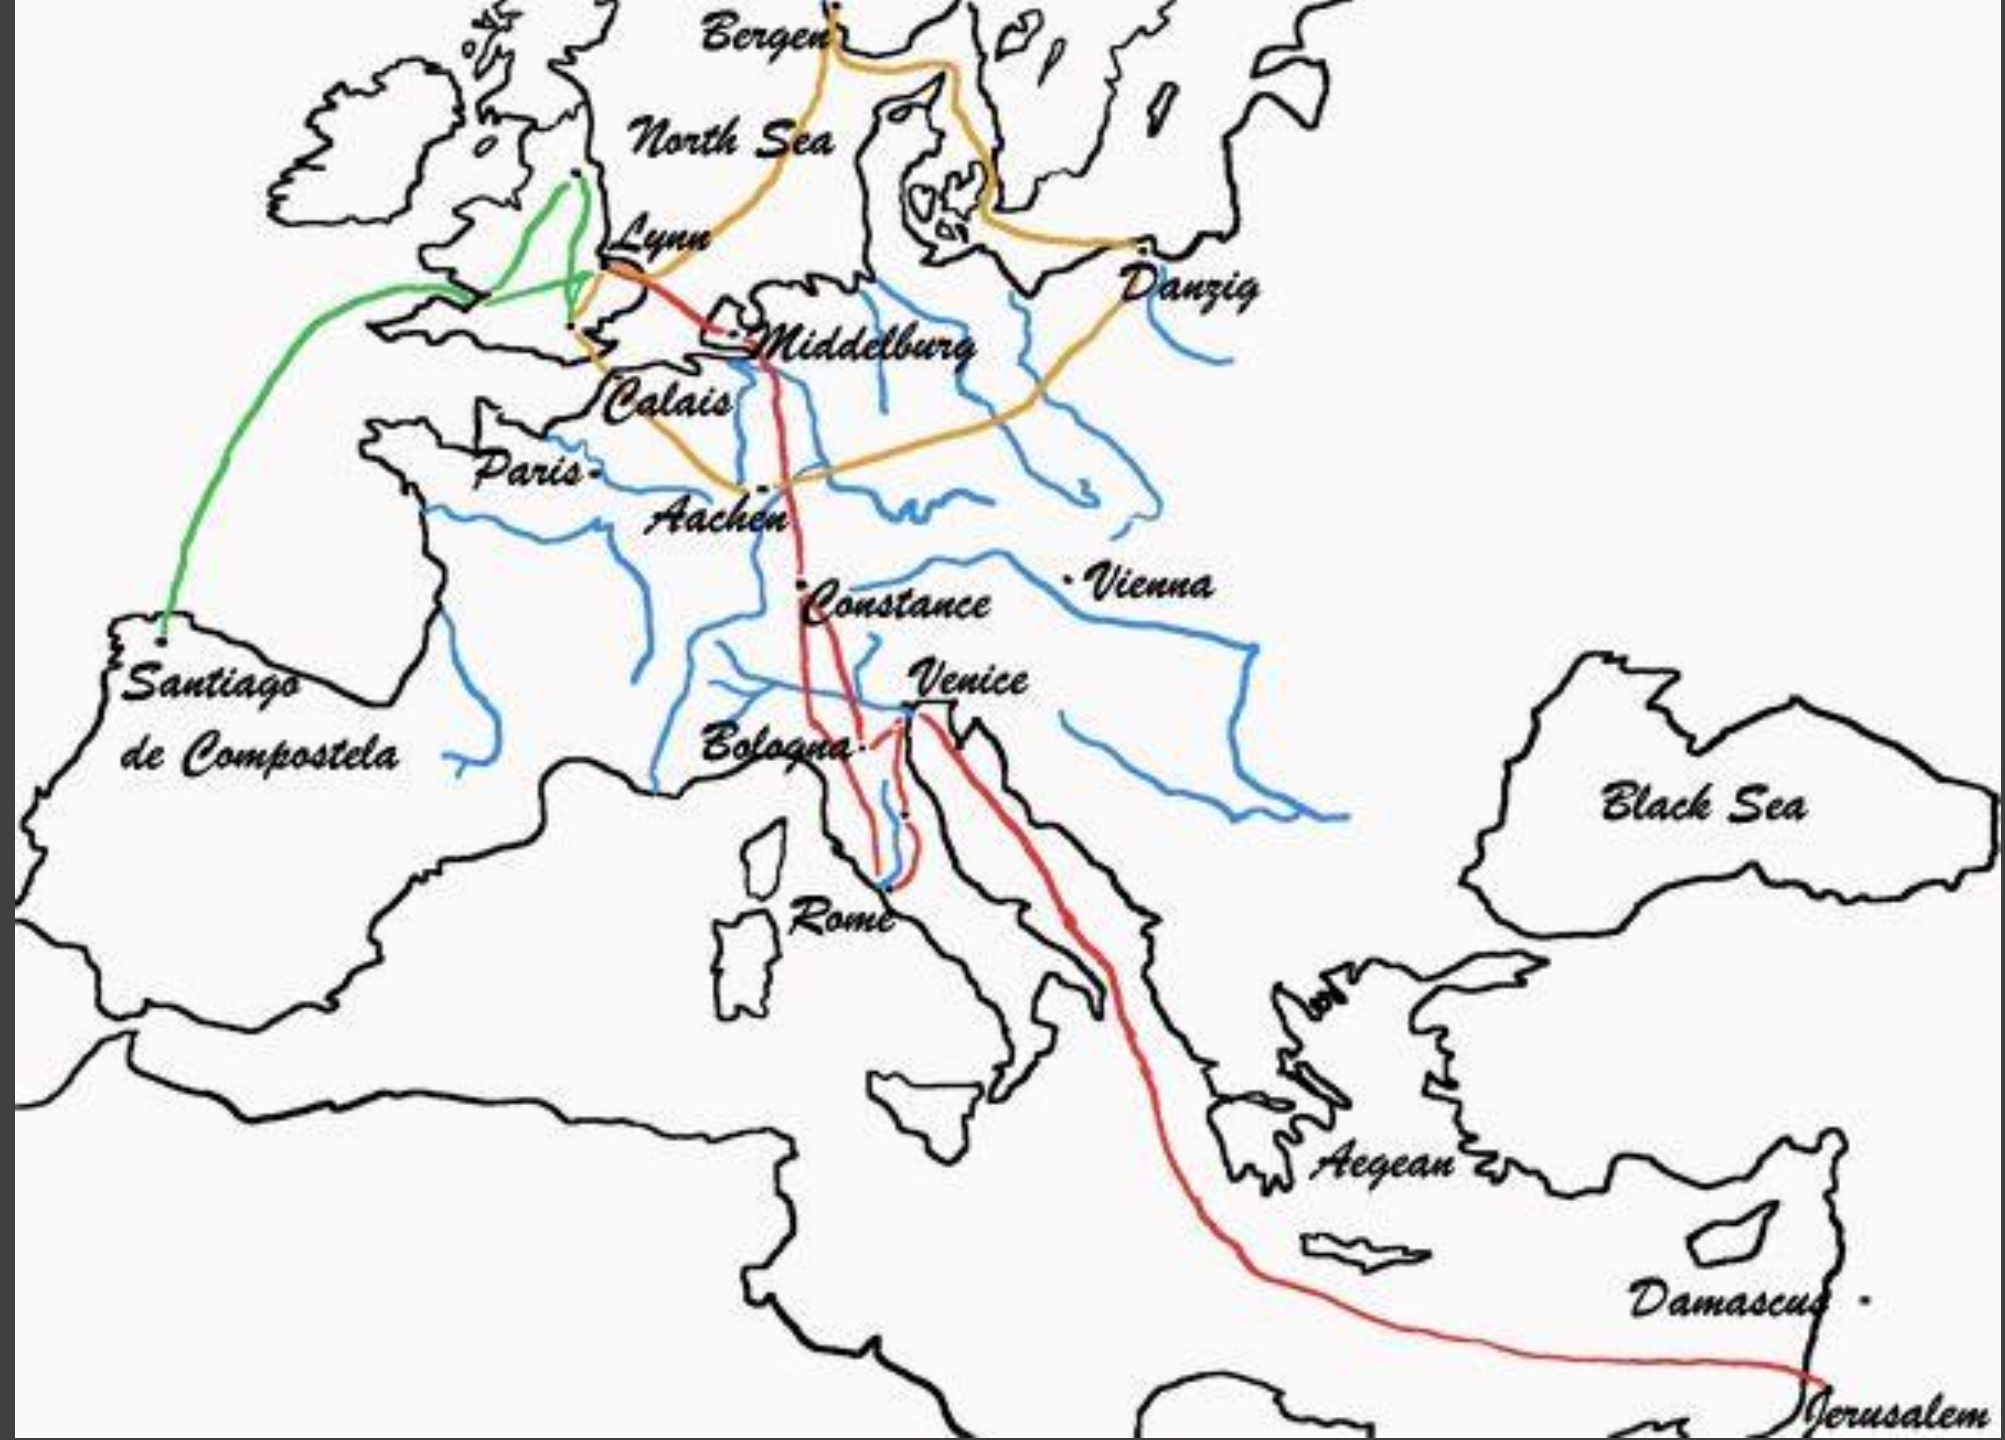 Bergen
North Sea
Lynn
Danzig
Middelburg
Calais
Paris
Aachen
Vienna
Constance
Venice
Santiago
de Compostela
Bologna
Black Sea
Rome
Aegean
Damascus
Jerusalem